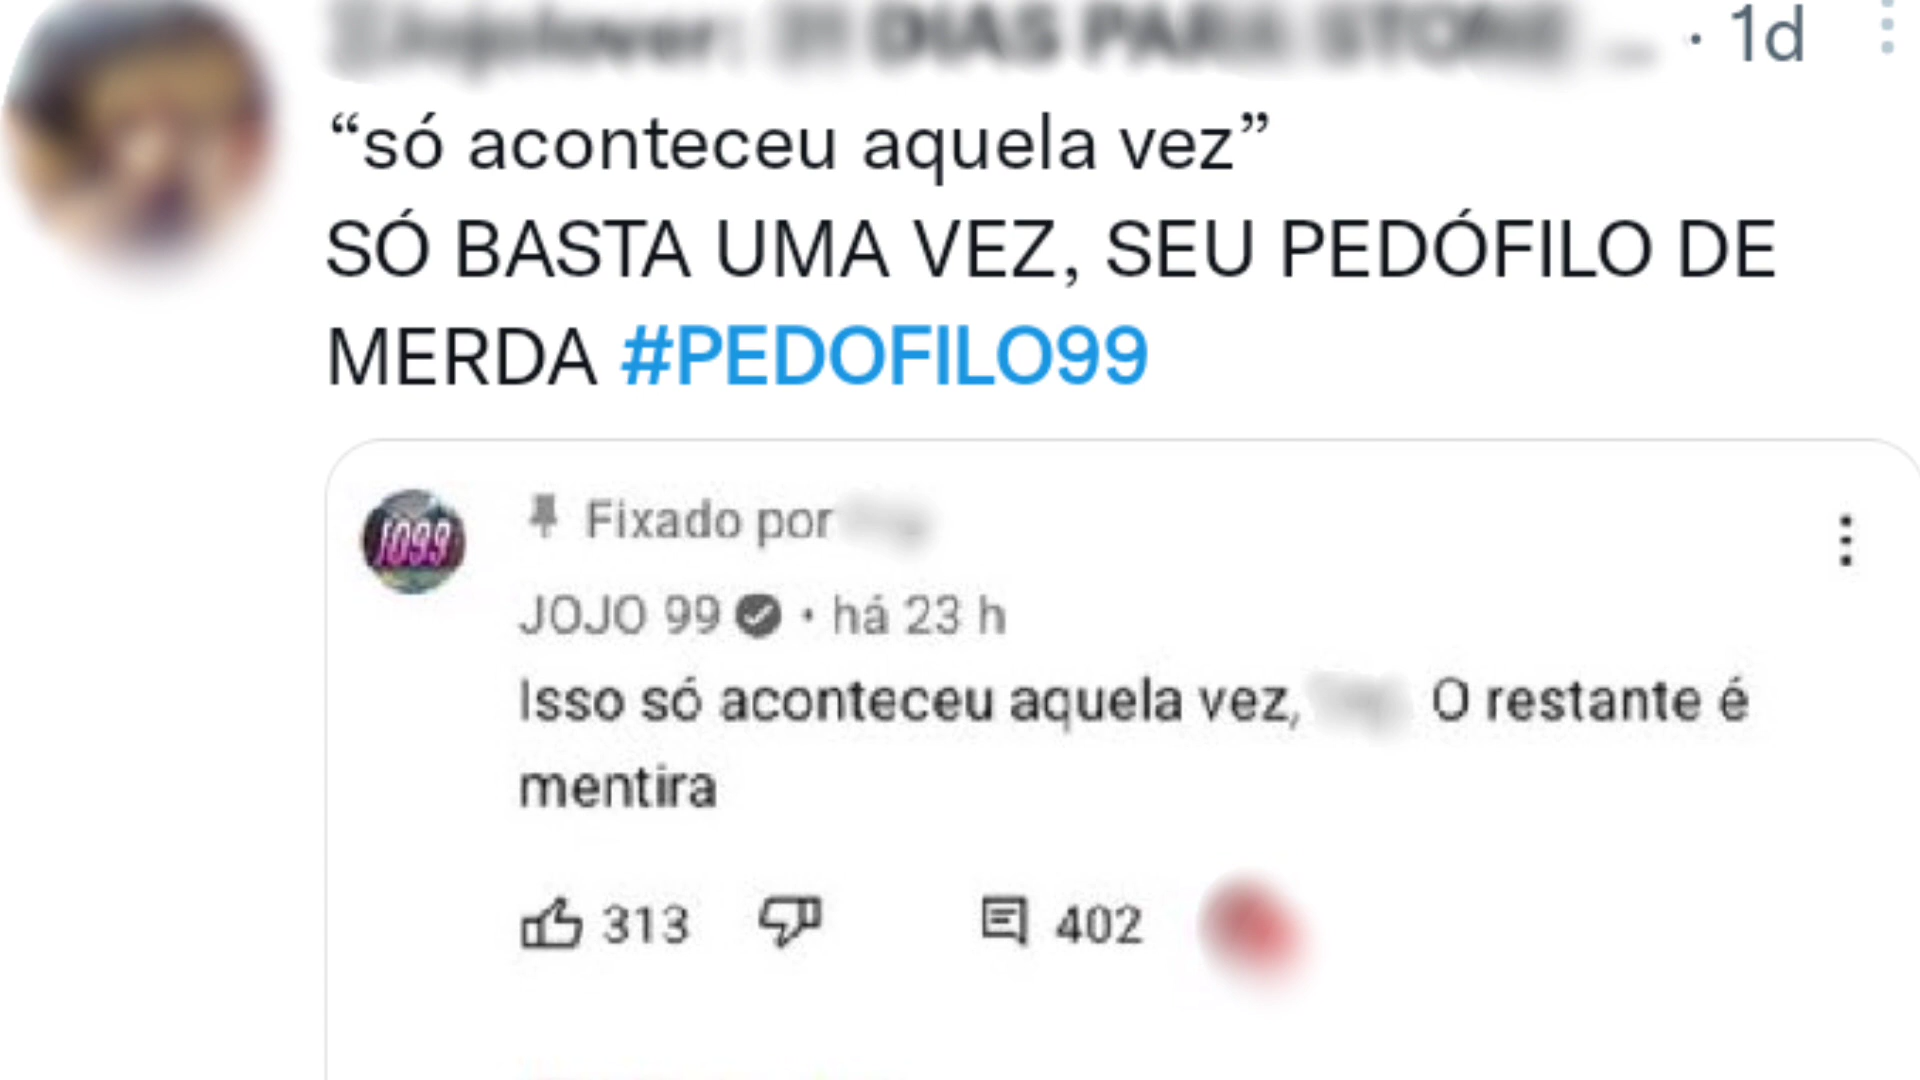 · 1d
“só aconteceu aquela vez”
SÓ BASTA UMA VEZ, SEU PEDÓFILO DE
MERDA #PEDOFILO99
Fixado por
JOJO 99 · há 23 h
Isso só aconteceu aquela vez, O restante é
mentira
313 402